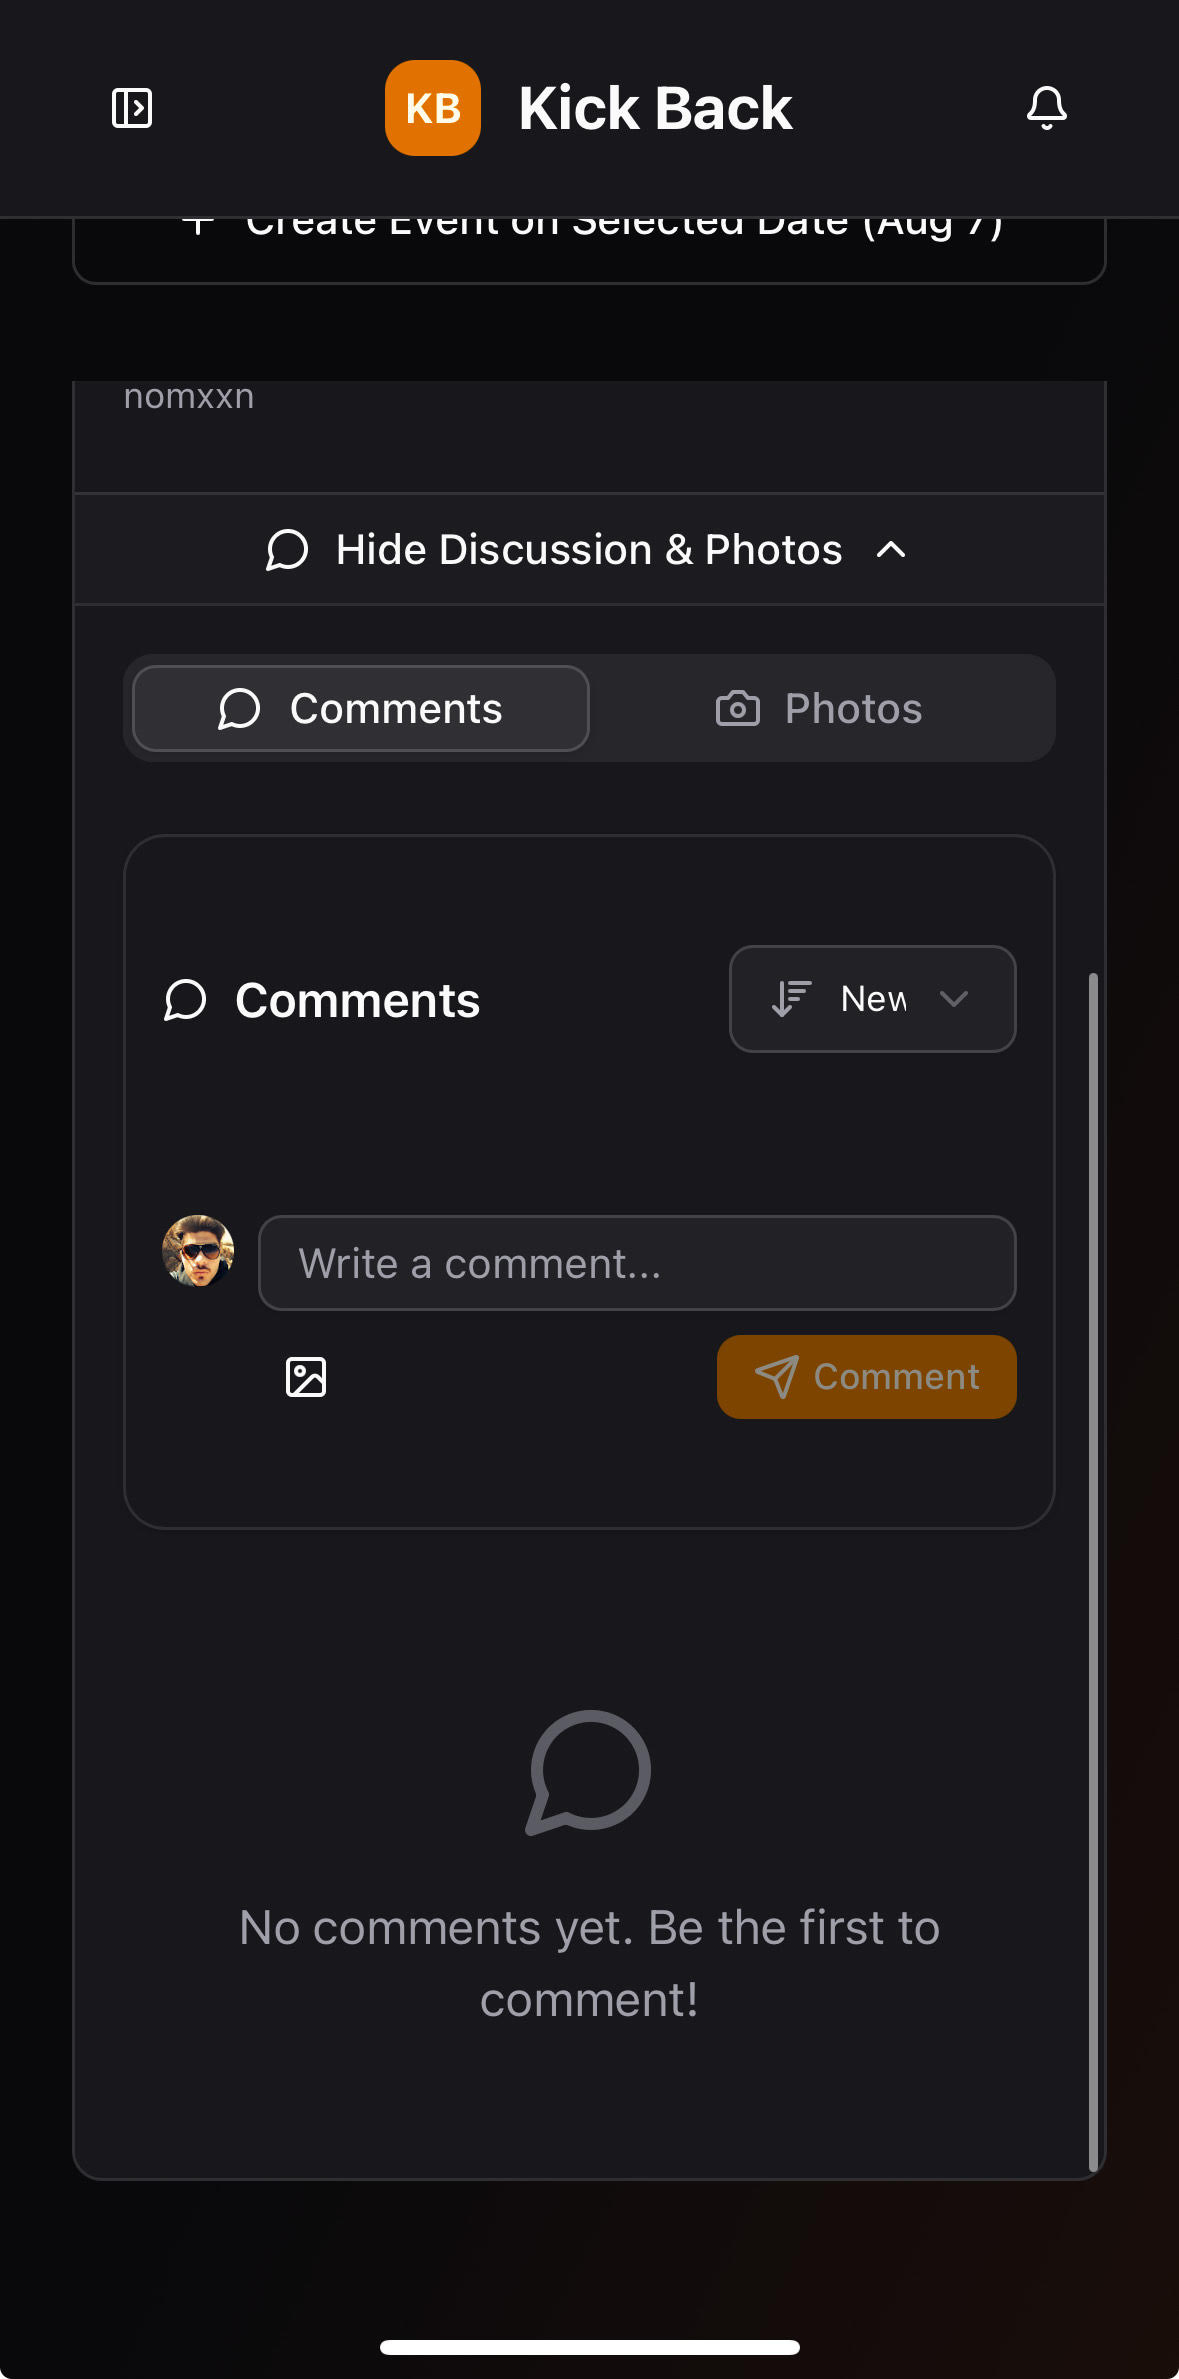 KB Kick Back
Create Event on Selected Date (Aug 7)
nomxxn
Hide Discussion & Photos
Comments
Photos
Comments
New
Write a comment...
Comment
No comments yet. Be the first to
comment!